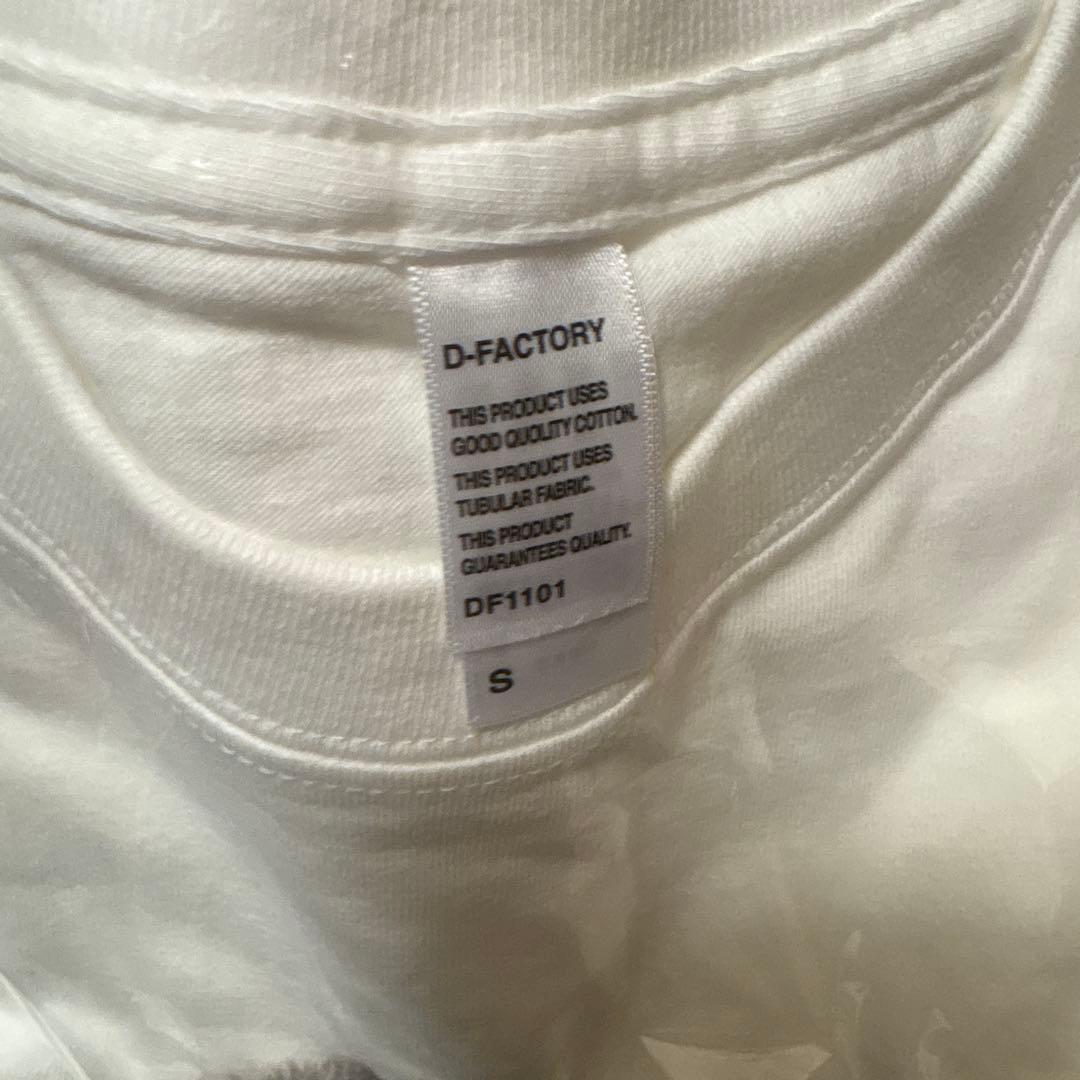 D-FACTORY
THIS PRODUCT USES
GOOD QUOLITY COTTON.
THIS PRODUCT USES
TUBULAR FABRIC.
THIS PRODUCT
GUARANTEES QUALITY.
DF1101
S